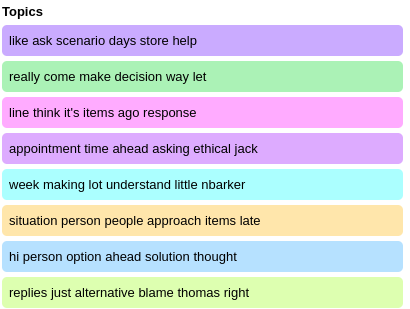 Topics
like ask scenario days store help
really come make decision way let
line think it's items ago response
appointment time ahead asking ethical jack
week making lot understand little nbarker
situation person people approach items late
hi person option ahead solution thought
replies just alternative blame thomas right